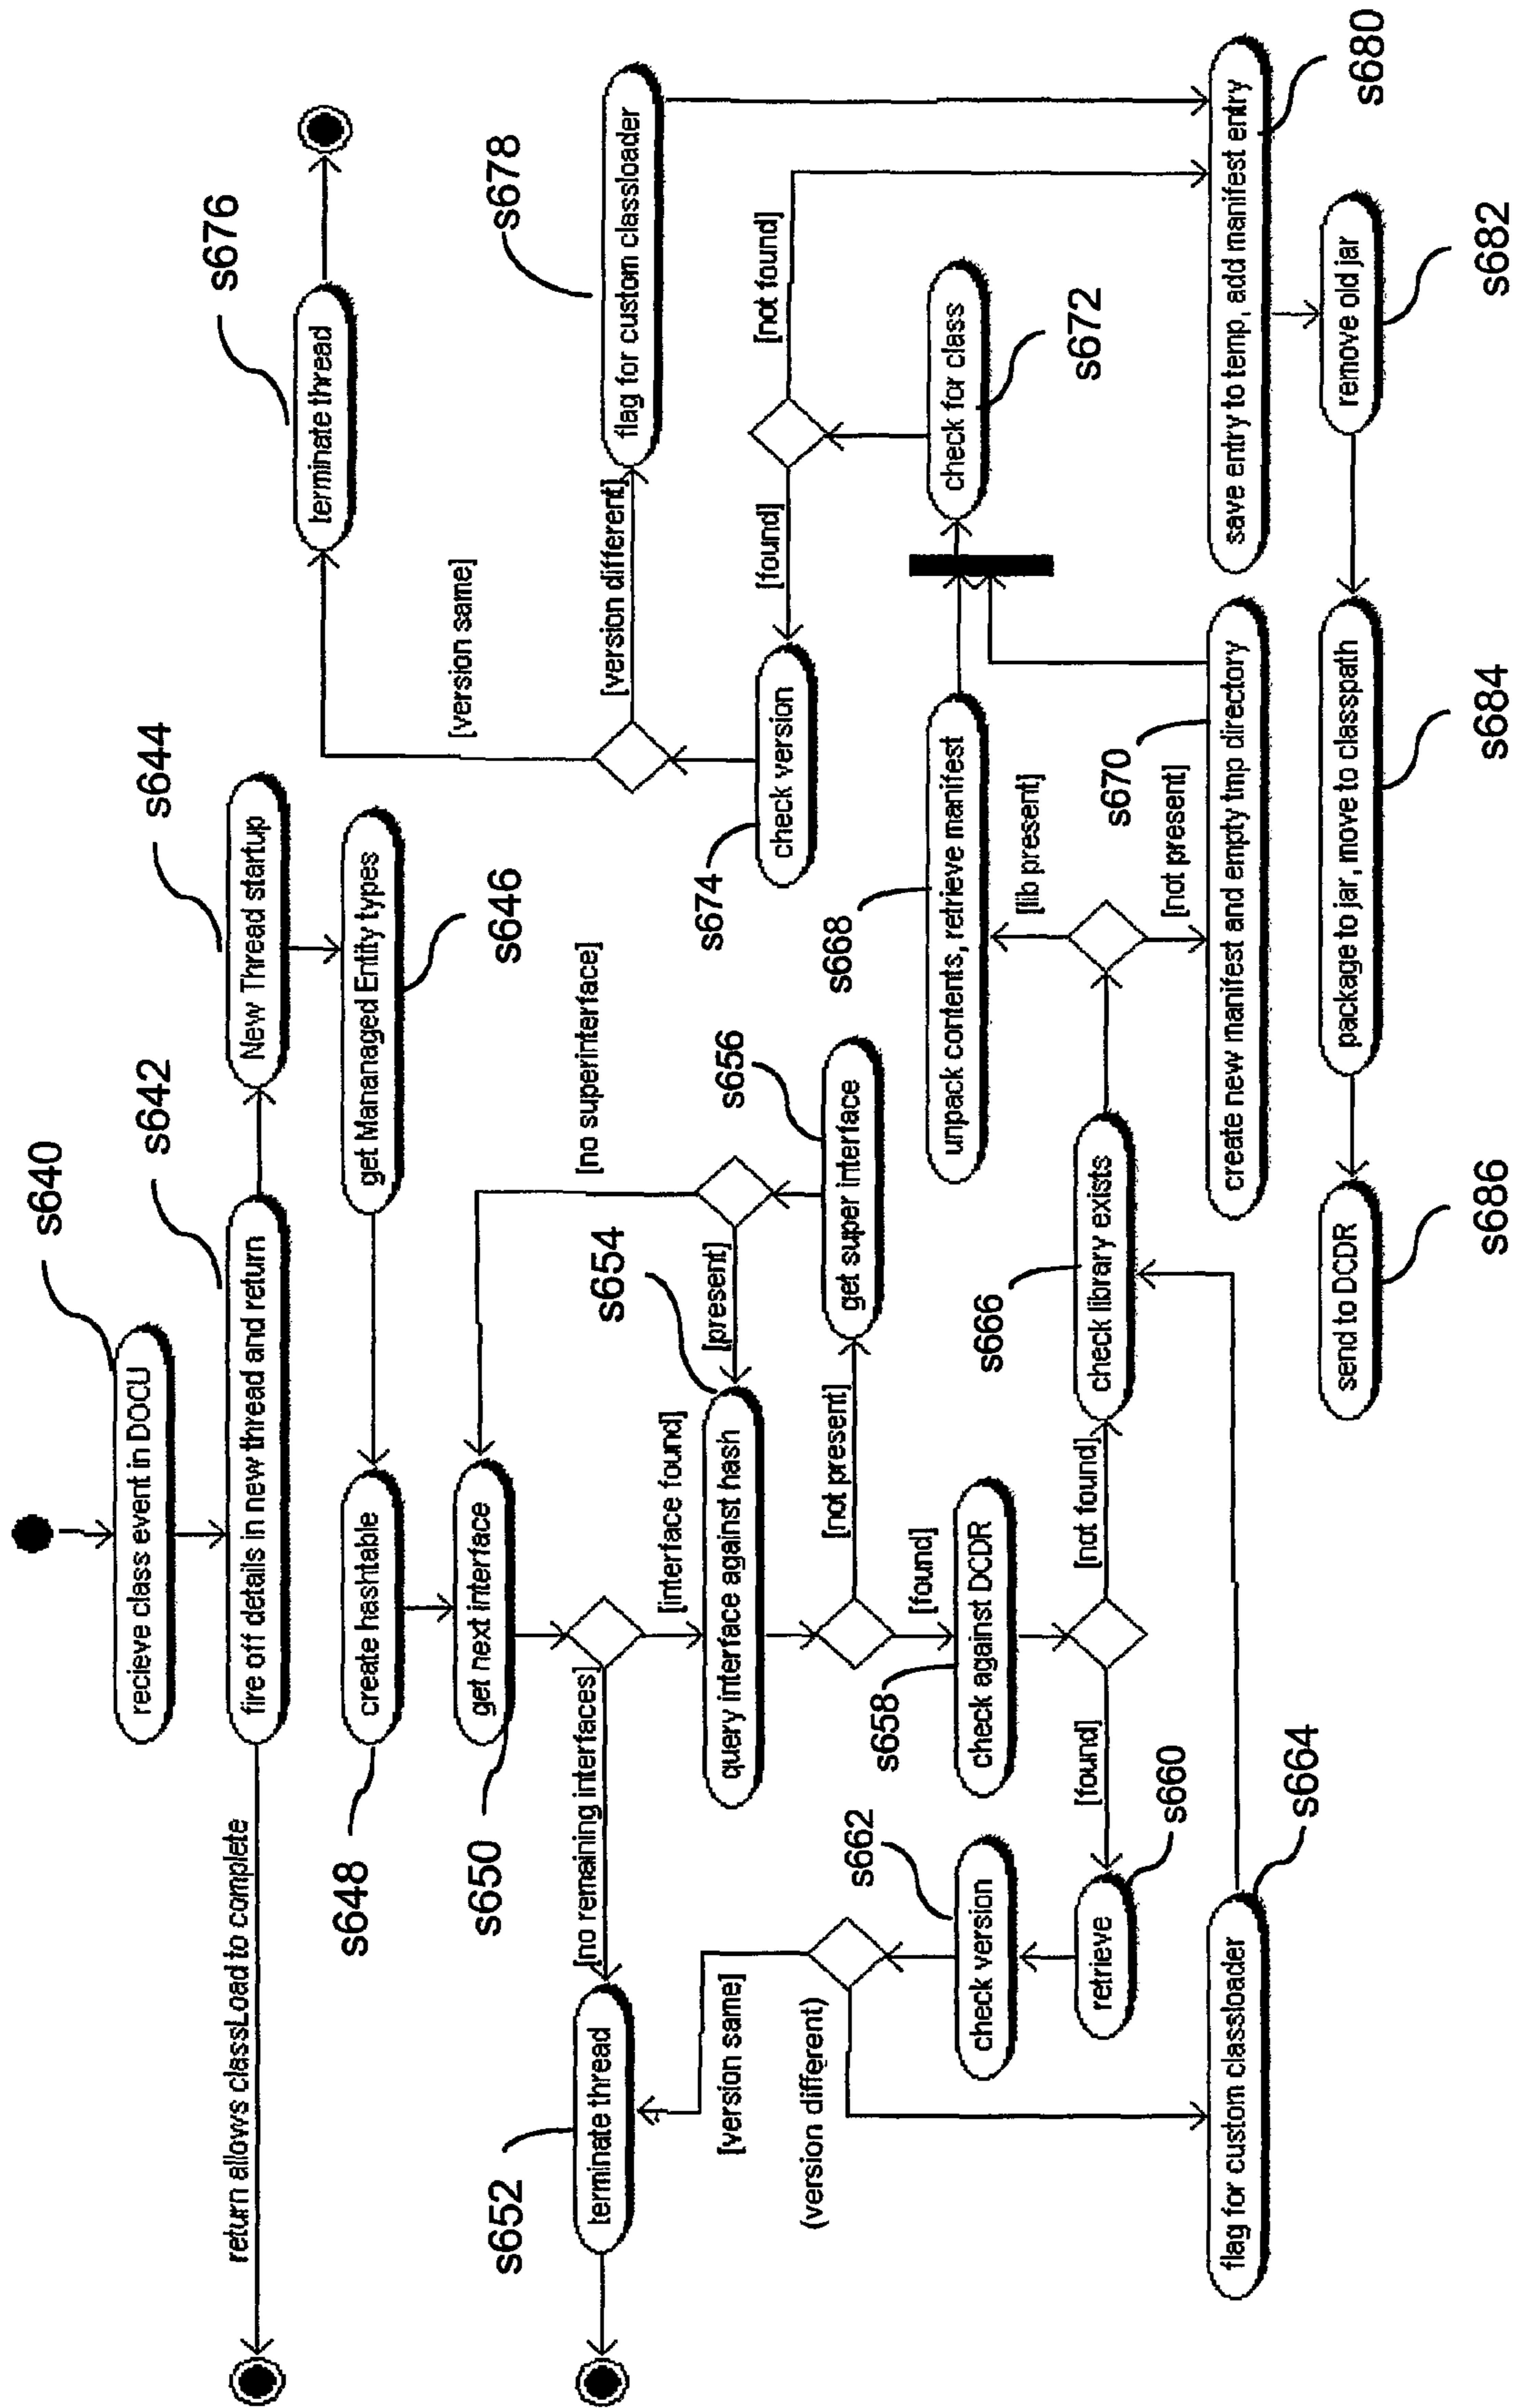 s640
recieve class event in DOCU
s642
fire off details in new thread and return
return allows classLoad to complete
s644
New Thread startup
get Mananaged Entity types
s646
create hashtable
s648
get next interface
s650
[no remaining interfaces]
terminate thread
s652
[interface found]
query interface against hash
s654
[present]
[no superinterface]
get super interface
s656
[not present]
[found]
check against DCDR
s658
[found]
[not found]
retrieve
s660
check version
s662
[version same]
(version different)
flag for custom classloader
s664
check library exists
s666
[lib present]
[not present]
unpack contents, retrieve manifest
s668
create new manifest and empty tmp directory
s670
check for class
s672
[found]
[not found]
check version
s674
[version same]
[version different]
terminate thread
s676
flag for custom classloader
s678
save entry to temp, add manifest entry
s680
remove old jar
s682
package to jar, move to classpath
s684
send to DCDR
s686